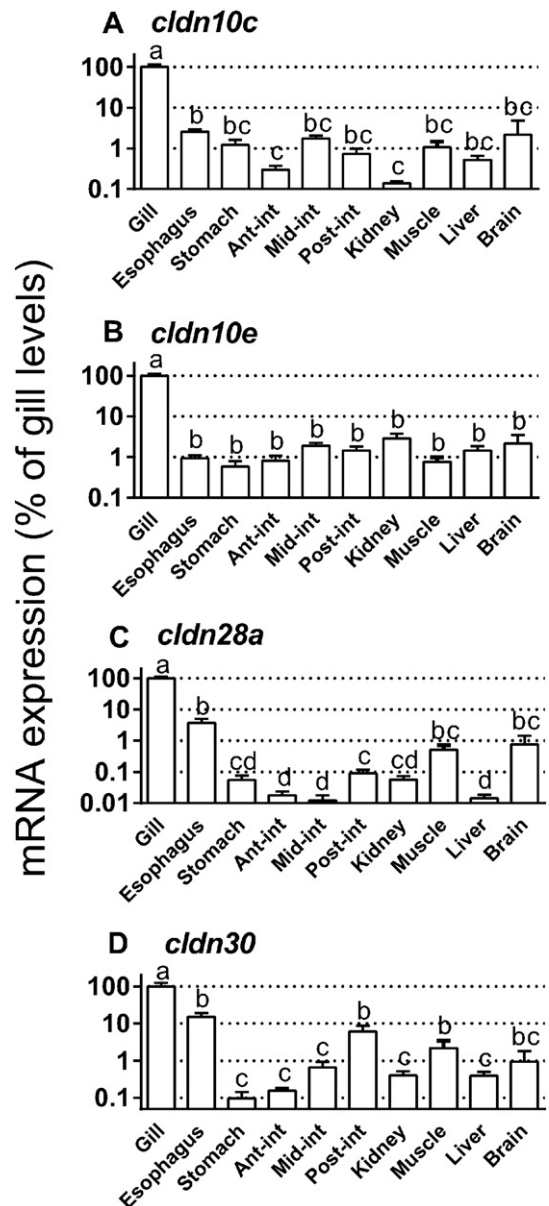 mRNA expression (% of gill levels)
A cldn10c
100
10
1
0.1
a
b
bc
c
bc
bc
c
bc
bc
bc
Gill
Esophagus
Stomach
Ant-int
Mid-int
Post-int
Kidney
Muscle
Liver
Brain
B cldn10e
100
10
1
0.1
a
b
b
b
b
b
b
b
b
b
Gill
Esophagus
Stomach
Ant-int
Mid-int
Post-int
Kidney
Muscle
Liver
Brain
C cldn28a
100
10
1
0.1
0.01
a
b
cd
d
d
c
cd
bc
d
bc
Gill
Esophagus
Stomach
Ant-int
Mid-int
Post-int
Kidney
Muscle
Liver
Brain
D cldn30
100
10
1
0.1
a
b
c
c
c
b
c
b
c
bc
Gill
Esophagus
Stomach
Ant-int
Mid-int
Post-int
Kidney
Muscle
Liver
Brain